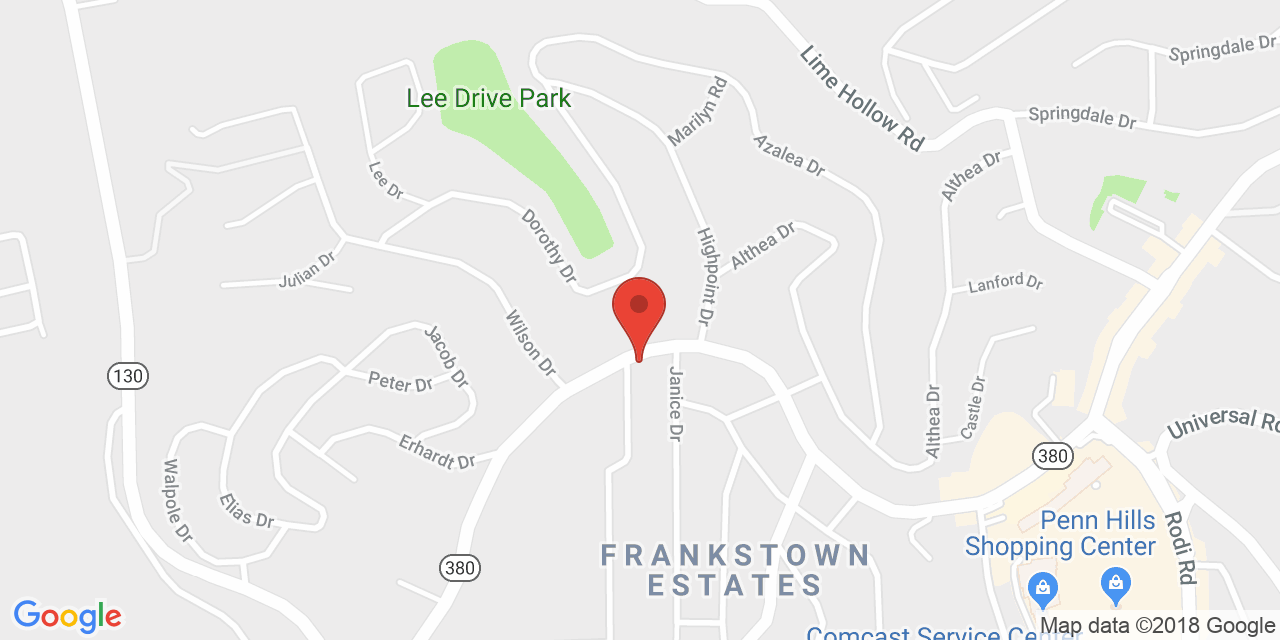 Springdale Dr
Lime Hollow Rd
Lee Drive Park
Marilyn Rd
Springdale Dr
Azalea Dr
Althea Dr
Lee Dr
Dorothy Dr
Highpoint Dr
Althea Dr
Julian Dr
Lanford Dr
Wilson Dr
Jacob Dr
130
Peter Dr
Janice Dr
Castle Dr
Althea Dr
Universal Ro
Erhardt Dr
380
Walpole Dr
Elias Dr
Penn Hills
Shopping Center
Rodi Rd
FRANKSTOWN
ESTATES
380
Google
Comcast Service Center
Map data ©2018 Google